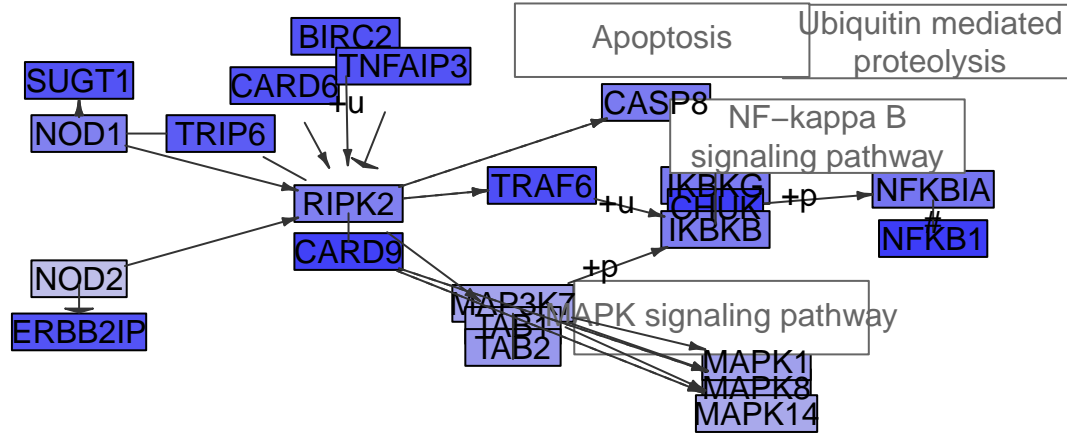 Apoptosis
Ubiquitin mediated
proteolysis
BIRC2
TNFAIP3
SUGT1
CARD6
+u
CASP8
NOD1
TRIP6
NF−kappa B
signaling pathway
RIPK2
TRAF6
+u
IKBKG
CHUK
IKBKB
+p
NFKBIA
#
NFKB1
CARD9
NOD2
+p
ERBB2IP
MAP3K7
TAB1
TAB2
MAPK signaling pathway
MAPK1
MAPK8
MAPK14